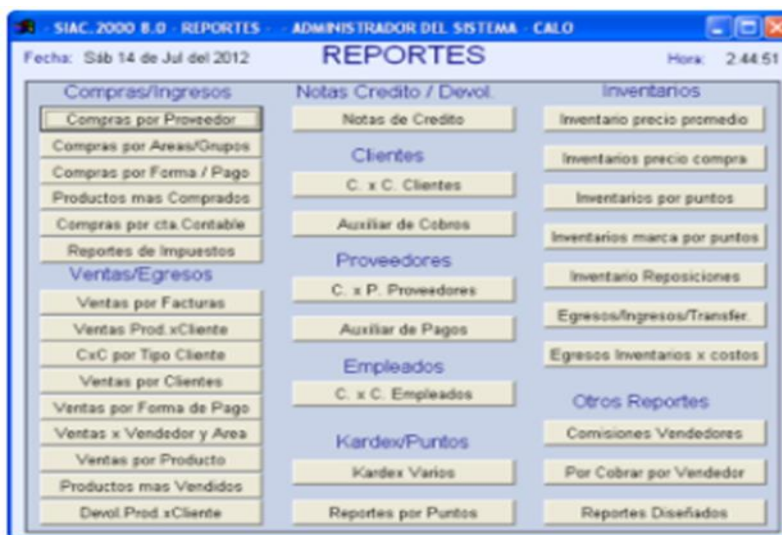 SIAC.2000 8.0 - REPORTES - - ADMINISTRADOR DEL SISTEMA - CALO
Fecha: Sáb 14 de Jul del 2012
REPORTES
Hora: 2.44:51
Compras/Ingresos
Compras por Proveedor
Compras por Areas/Grupos
Compras por Forma / Pago
Productos mas Comprados
Compras por cta.Contable
Reportes de Impuestos
Ventas/Egresos
Ventas por Facturas
Ventas Prod.xCliente
CxC por Tipo Cliente
Ventas por Clientes
Ventas por Forma de Pago
Ventas x Vendedor y Area
Ventas por Producto
Productos mas Vendidos
Devol.Prod.xCliente
Notas Credito / Devol.
Notas de Credito
Clientes
C. x C. Clientes
Auxiliar de Cobros
Proveedores
C. x P. Proveedores
Auxiliar de Pagos
Empleados
C. x C. Empleados
Kardex/Puntos
Kardex Varios
Reportes por Puntos
Inventarios
Inventario precio promedio
Inventarios precio compra
Inventarios por puntos
Inventarios marca por puntos
Inventario Reposiciones
Egresos/Ingresos/Transfer.
Egresos Inventarios x costos
Otros Reportes
Comisiones Vendedores
Por Cobrar por Vendedor
Reportes Diseñados